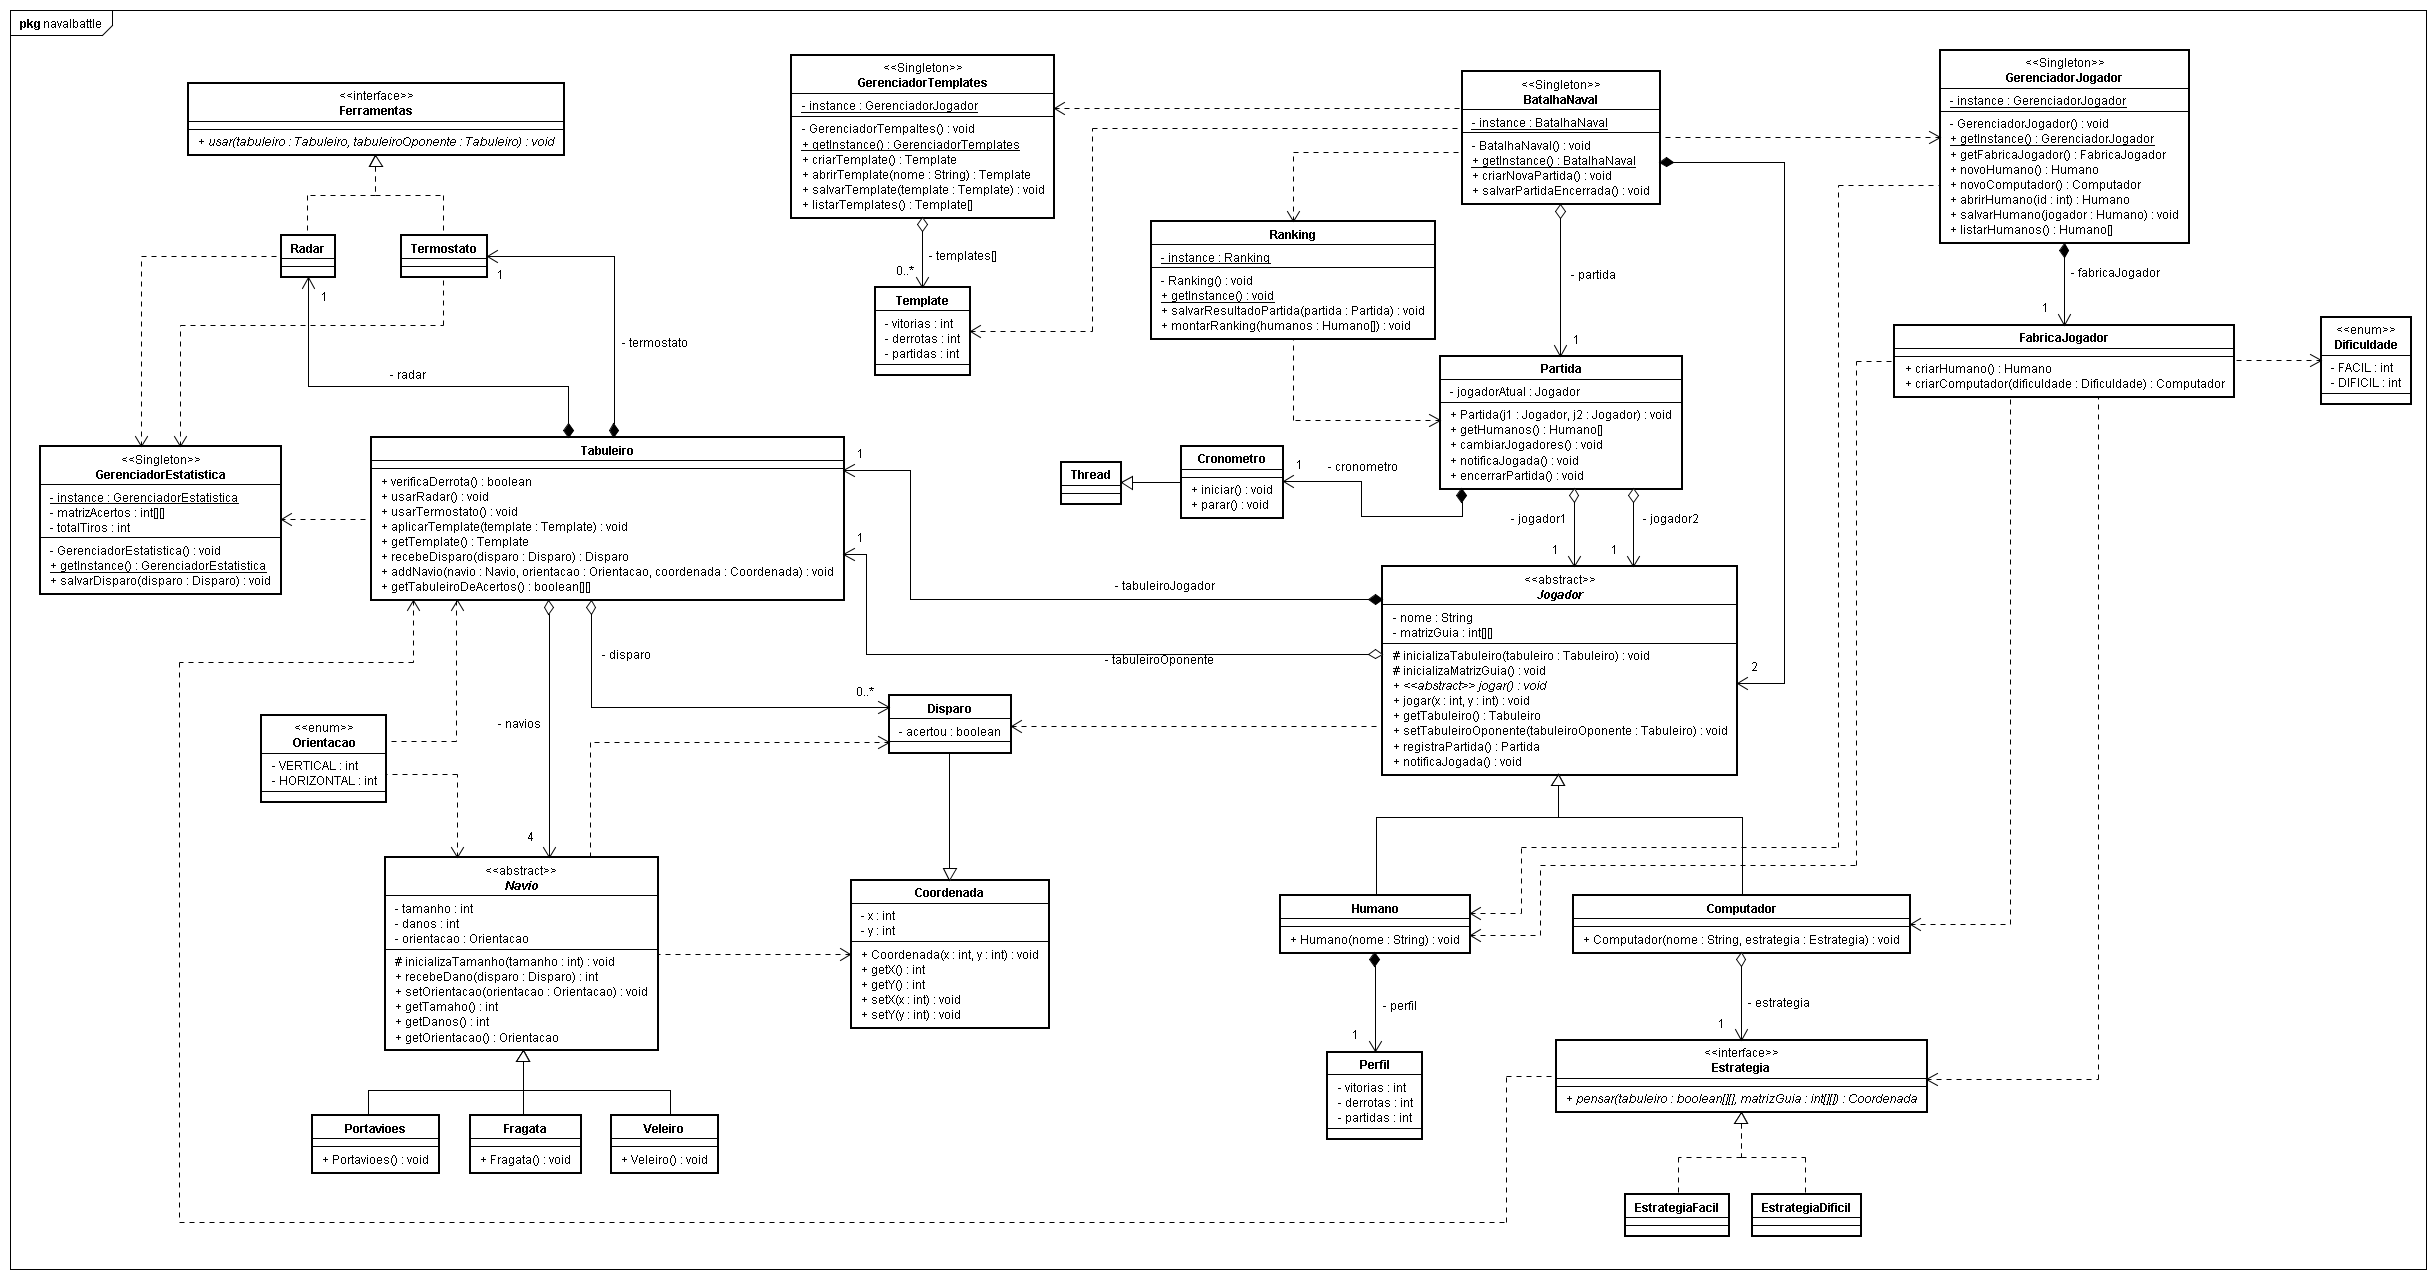 pkg navalbattle
<<interface>>
Ferramentas
+ usar(tabuleiro : Tabuleiro, tabuleiroOponente : Tabuleiro) : void
<<Singleton>>
GerenciadorTemplates
- instance : GerenciadorJogador
- GerenciadorTempaltes() : void
+ getInstance() : GerenciadorTemplates
+ criarTemplate() : Template
+ abrirTemplate(nome : String) : Template
+ salvarTemplate(template : Template) : void
+ listarTemplates() : Template[]
<<Singleton>>
BatalhaNaval
- instance : BatalhaNaval
- BatalhaNaval() : void
+ getInstance() : BatalhaNaval
+ criarNovaPartida() : void
+ salvarPartidaEncerrada() : void
<<Singleton>>
GerenciadorJogador
- instance : GerenciadorJogador
- GerenciadorJogador() : void
+ getInstance() : GerenciadorJogador
+ getFabricaJogador() : FabricaJogador
+ novoHumano() : Humano
+ novoComputador() : Computador
+ abrirHumano(id : int) : Humano
+ salvarHumano(jogador : Humano) : void
+ listarHumanos() : Humano[]
Radar
Termostato
1
1
- templates[]
0..*
Template
- vitorias : int
- derrotas : int
- partidas : int
Ranking
- instance : Ranking
- Ranking() : void
+ getInstance() : void
+ salvarResultadoPartida(partida : Partida) : void
+ montarRanking(humanos : Humano[]) : void
- partida
1
- fabricaJogador
1
FabricaJogador
+ criarHumano() : Humano
+ criarComputador(dificuldade : Dificuldade) : Computador
<<enum>>
Dificuldade
- FACIL : int
- DIFICIL : int
- termostato
- radar
Partida
- jogadorAtual : Jogador
+ Partida(j1 : Jogador, j2 : Jogador) : void
+ getHumanos() : Humano[]
+ cambiarJogadores() : void
+ notificaJogada() : void
+ encerrarPartida() : void
<<Singleton>>
GerenciadorEstatistica
- instance : GerenciadorEstatistica
- matrizAcertos : int[][]
- totalTiros : int
- GerenciadorEstatistica() : void
+ getInstance() : GerenciadorEstatistica
+ salvarDisparo(disparo : Disparo) : void
Tabuleiro
+ verificaDerrota() : boolean
+ usarRadar() : void
+ usarTermostato() : void
+ aplicarTemplate(template : Template) : void
+ getTemplate() : Template
+ recebeDisparo(disparo : Disparo) : Disparo
+ addNavio(navio : Navio, orientacao : Orientacao, coordenada : Coordenada) : void
+ getTabuleiroDeAcertos() : boolean[][]
1
1
Thread
Cronometro
+ iniciar() : void
+ parar() : void
1
- cronometro
- jogador1
- jogador2
1
1
- tabuleiroJogador
- tabuleiroOponente
<<abstract>>
Jogador
- nome : String
- matrizGuia : int[][]
# inicializaTabuleiro(tabuleiro : Tabuleiro) : void
# inicializaMatrizGuia() : void
+ <<abstract>> jogar() : void
+ jogar(x : int, y : int) : void
+ getTabuleiro() : Tabuleiro
+ setTabuleiroOponente(tabuleiroOponente : Tabuleiro) : void
+ registraPartida() : Partida
+ notificaJogada() : void
2
- disparo
0..*
- navios
4
Disparo
- acertou : boolean
<<enum>>
Orientacao
- VERTICAL : int
- HORIZONTAL : int
<<abstract>>
Navio
- tamanho : int
- danos : int
- orientacao : Orientacao
# inicializaTamanho(tamanho : int) : void
+ recebeDano(disparo : Disparo) : int
+ setOrientacao(orientacao : Orientacao) : void
+ getTamaho() : int
+ getDanos() : int
+ getOrientacao() : Orientacao
Coordenada
- x : int
- y : int
+ Coordenada(x : int, y : int) : void
+ getX() : int
+ getY() : int
+ setX(x : int) : void
+ setY(y : int) : void
Humano
+ Humano(nome : String) : void
Computador
+ Computador(nome : String, estrategia : Estrategia) : void
- perfil
1
- estrategia
1
Perfil
- vitorias : int
- derrotas : int
- partidas : int
<<interface>>
Estrategia
+ pensar(tabuleiro : boolean[][], matrizGuia : int[][]) : Coordenada
Portavioes
+ Portavioes() : void
Fragata
+ Fragata() : void
Veleiro
+ Veleiro() : void
EstrategiaFacil
EstrategiaDificil